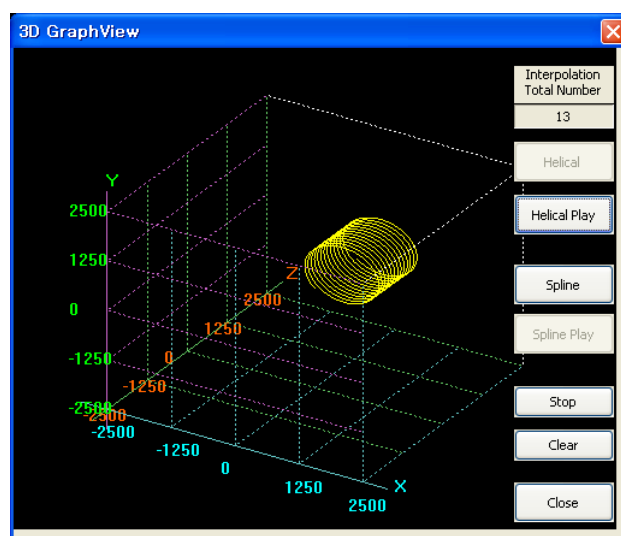 3D GraphView
Interpolation
Total Number
13
Helical
Helical Play
Spline
Spline Play
Stop
Clear
Close
Y
2500
1250
0
-1250
-2500
Z
2500
1250
0
-1250
-2500
-2500
-1250
0
1250
2500
X